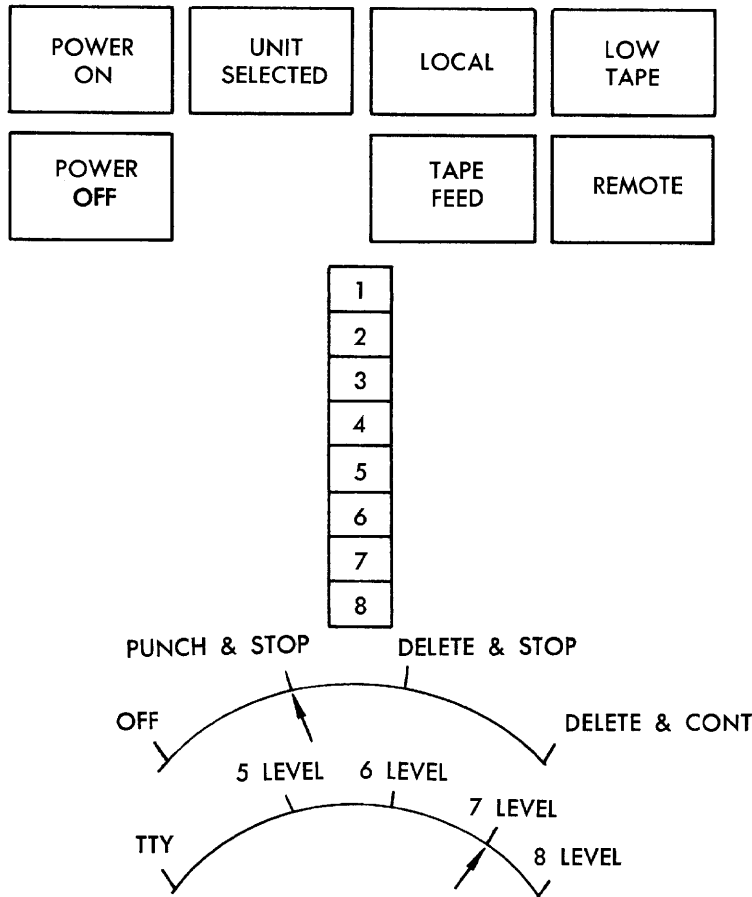 POWER ON
UNIT SELECTED
LOCAL
LOW TAPE
POWER OFF
TAPE FEED
REMOTE
1
2
3
4
5
6
7
8
PUNCH & STOP
DELETE & STOP
OFF
DELETE & CONT
5 LEVEL
6 LEVEL
7 LEVEL
TTY
8 LEVEL